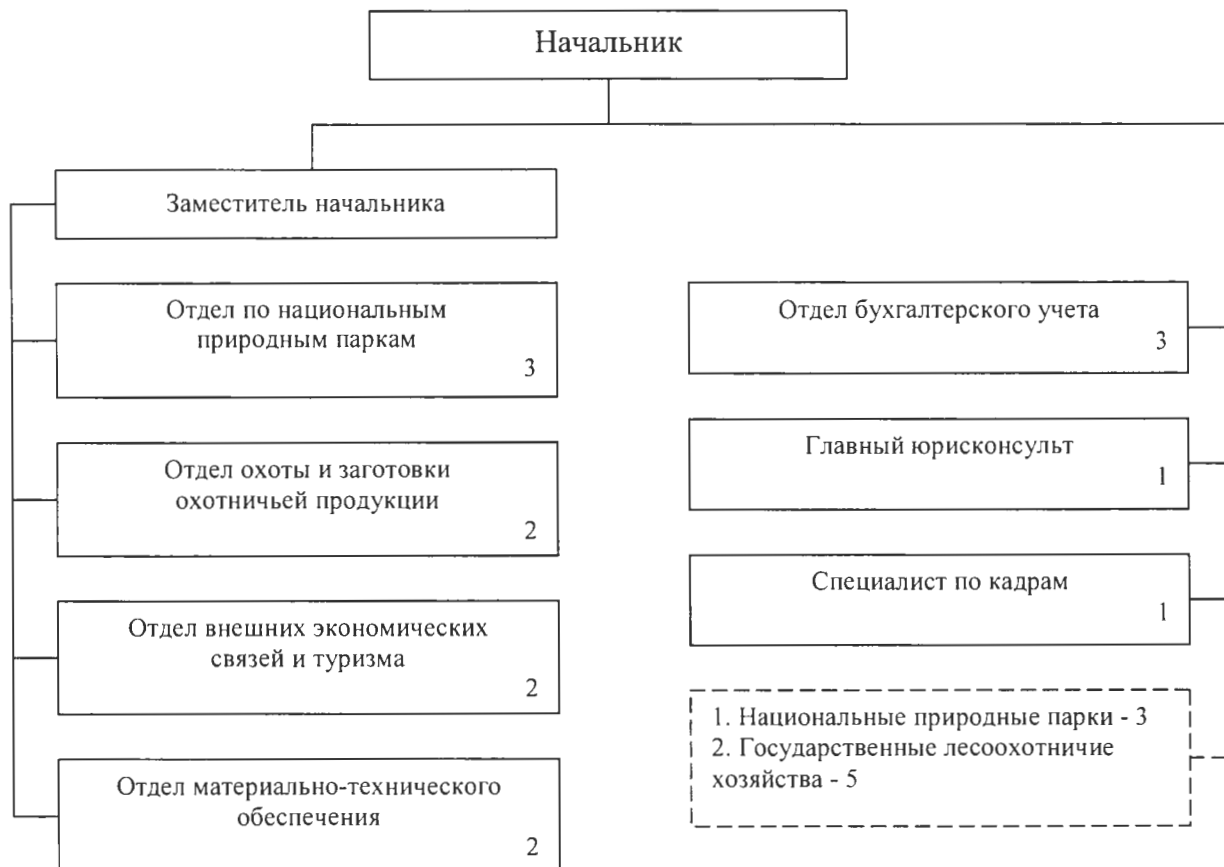 Начальник
Заместитель начальника
Отдел по национальным
природным паркам
3
Отдел охоты и заготовки
охотничьей продукции
2
Отдел внешних экономических
связей и туризма
2
Отдел материально-технического
обеспечения
2
Отдел бухгалтерского учета
3
Главный юрисконсульт
1
Специалист по кадрам
1
1. Национальные природные парки - 3
2. Государственные лесоохотничие
хозяйства - 5